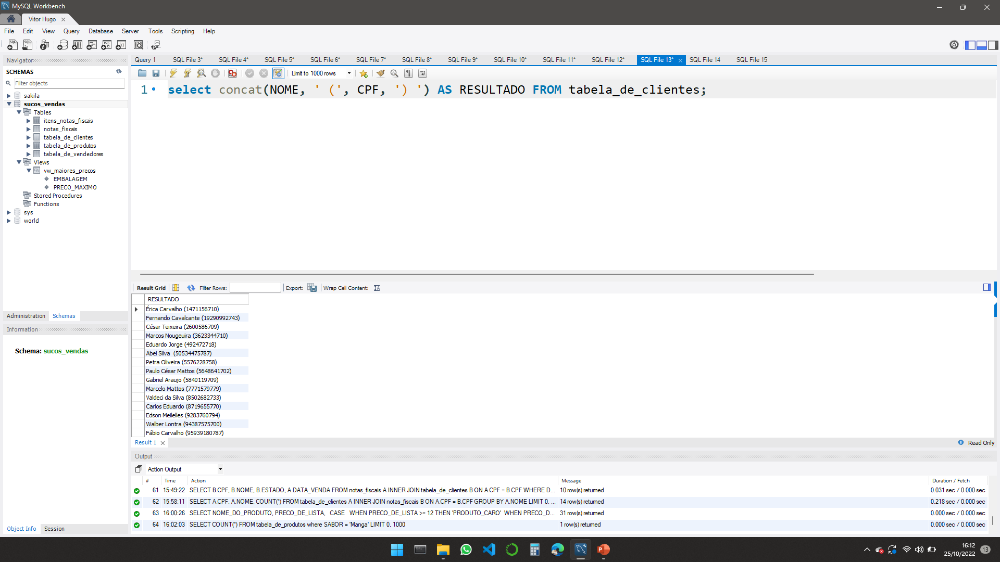 MySQL Workbench
Vitor Hugo
File Edit View Query Database Server Tools Scripting Help
Navigator
SCHEMAS
Filter objects
sakila
sucos_vendas
Tables
itens_notas_fiscais
notas_fiscais
tabela_de_clientes
tabela_de_produtos
tabela_de_vendedores
Views
vw_maiores_precos
EMBALAGEM
PRECO_MAXIMO
Stored Procedures
Functions
sys
world
Administration Schemas
Information
Schema: sucos_vendas
Object Info Session
Query 1 SQL File 3* SQL File 4* SQL File 5* SQL File 6* SQL File 7* SQL File 8* SQL File 9* SQL File 10* SQL File 11* SQL File 12* SQL File 13* SQL File 14 SQL File 15
Limit to 1000 rows
1 select concat(NOME, ' (', CPF, ') ') AS RESULTADO FROM tabela_de_clientes;
Result Grid Filter Rows: Export: Wrap Cell Content:
RESULTADO
Érica Carvalho (1471156710)
Fernando Cavalcante (19290992743)
César Teixeira (2600586709)
Marcos Nougeuira (3623344710)
Eduardo Jorge (492472718)
Abel Silva  (50534475787)
Petra Oliveira (5576228758)
Paulo César Mattos (5648641702)
Gabriel Araujo (5840119709)
Marcelo Mattos (7771579779)
Valdeci da Silva (8502682733)
Carlos Eduardo (8719655770)
Edson Meilelles (9283760794)
Walber Lontra (94387575700)
Fábio Carvalho (95939180787)
Result 1
Read Only
Output
Action Output
# Time Action Message Duration / Fetch
61 15:49:22 SELECT B.CPF, B.NOME, B.ESTADO, A.DATA_VENDA FROM notas_fiscais A INNER JOIN tabela_de_clientes B ON A.CPF = B.CPF WHERE D... 10 row(s) returned 0.031 sec / 0.000 sec
62 15:58:11 SELECT A.CPF, A.NOME, COUNT(*) FROM tabela_de_clientes A INNER JOIN notas_fiscais B ON A.CPF = B.CPF GROUP BY A.NOME LIMIT 0, ... 14 row(s) returned 0.218 sec / 0.000 sec
63 16:00:26 SELECT NOME_DO_PRODUTO, PRECO_DE_LISTA, CASE WHEN PRECO_DE_LISTA >= 12 THEN 'PRODUTO_CARO' WHEN PRECO_D... 31 row(s) returned 0.000 sec / 0.000 sec
64 16:02:03 SELECT COUNT(*) FROM tabela_de_produtos where SABOR = 'Manga' LIMIT 0, 1000 1 row(s) returned 0.000 sec / 0.000 sec
16:12
25/10/2022
13